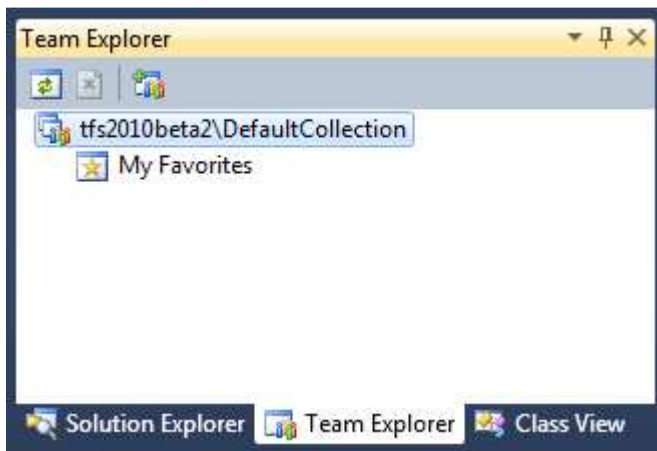 Team Explorer
tfs2010beta2\DefaultCollection
My Favorites
Solution Explorer Team Explorer Class View